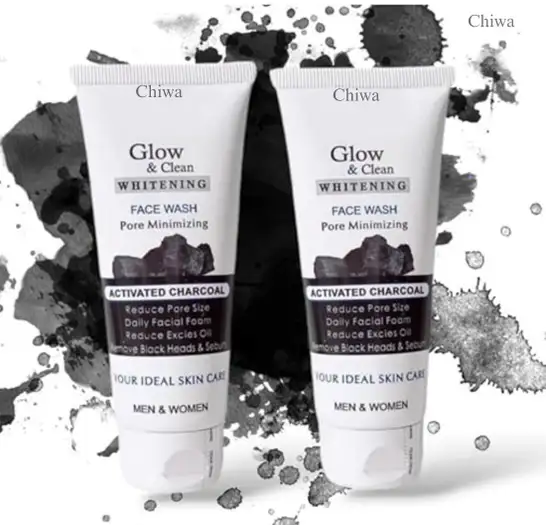 Chiwa
Chiwa
Glow
& Clean
WHITENING
FACE WASH
Pore Minimizing
ACTIVATED CHARCOAL
Reduce Pore Size
Daily Facial Foam
Reduce Excies Oil
Remove Black Heads & Sebum
YOUR IDEAL SKIN CARE
MEN & WOMEN
Chiwa
Glow
& Clean
WHITENING
FACE WASH
Pore Minimizing
ACTIVATED CHARCOAL
Reduce Pore Size
Daily Facial Foam
Reduce Excies Oil
Remove Black Heads & Sebum
YOUR IDEAL SKIN CARE
MEN & WOMEN